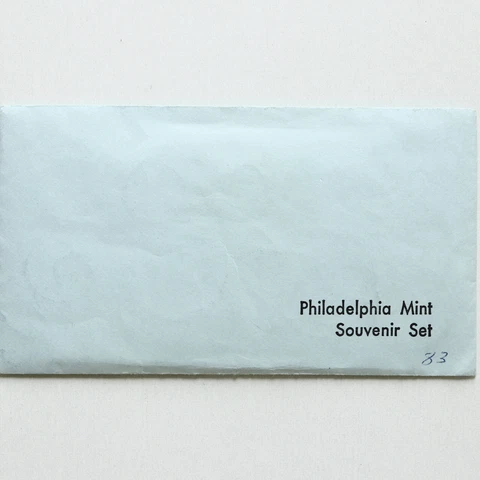 Philadelphia Mint
Souvenir Set
83